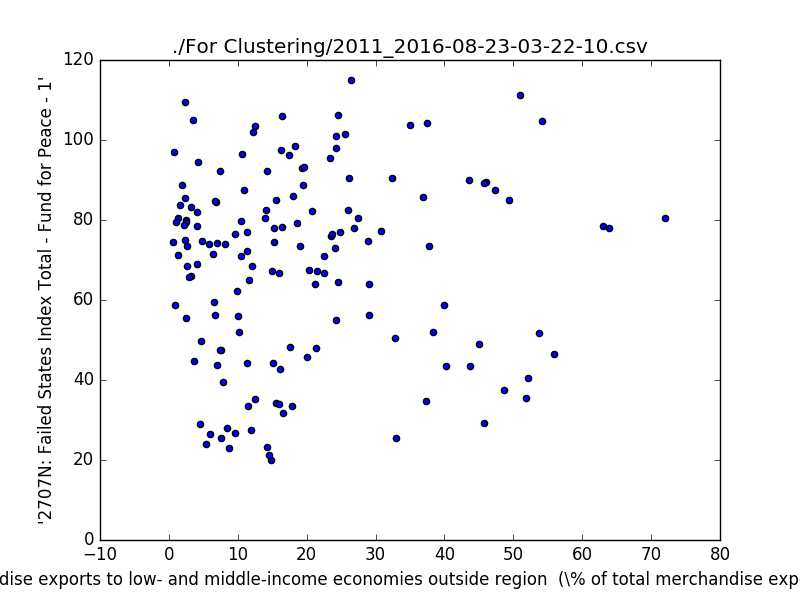 ./For Clustering/2011_2016-08-23-03-22-10.csv
'2707N: Failed States Index Total - Fund for Peace - 1'
120
100
80
60
40
20
0
−10 0 10 20 30 40 50 60 70 80
exports to low- and middle-income economies outside region (\% of total merchandise